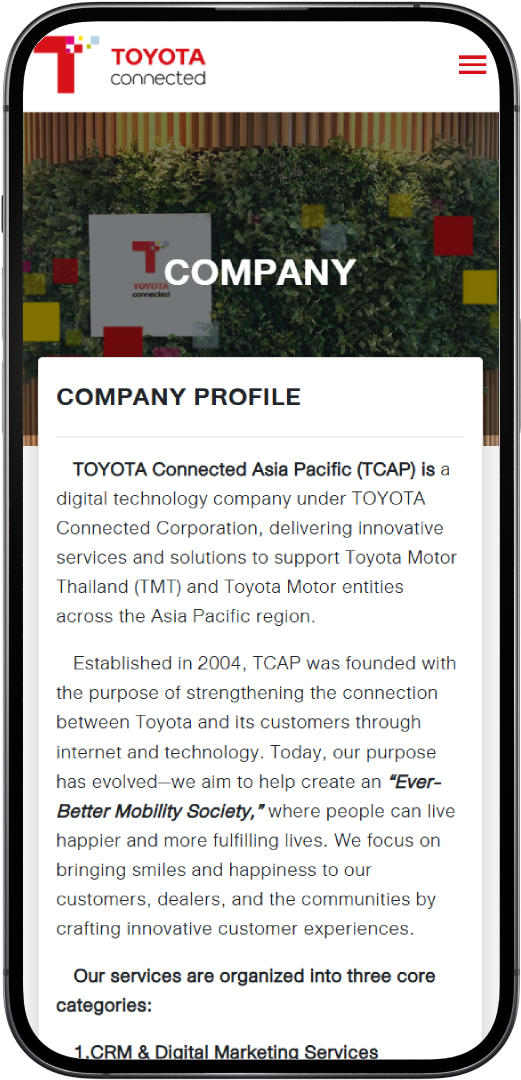 TOYOTA
connected
TOYOTA
connected
COMPANY
COMPANY PROFILE
TOYOTA Connected Asia Pacific (TCAP) is a
digital technology company under TOYOTA
Connected Corporation, delivering innovative
services and solutions to support Toyota Motor
Thailand (TMT) and Toyota Motor entities
across the Asia Pacific region.
Established in 2004, TCAP was founded with
the purpose of strengthening the connection
between Toyota and its customers through
internet and technology. Today, our purpose
has evolved—we aim to help create an “Ever-
Better Mobility Society,” where people can live
happier and more fulfilling lives. We focus on
bringing smiles and happiness to our
customers, dealers, and the communities by
crafting innovative customer experiences.
Our services are organized into three core
categories:
1.CRM & Digital Marketing Services